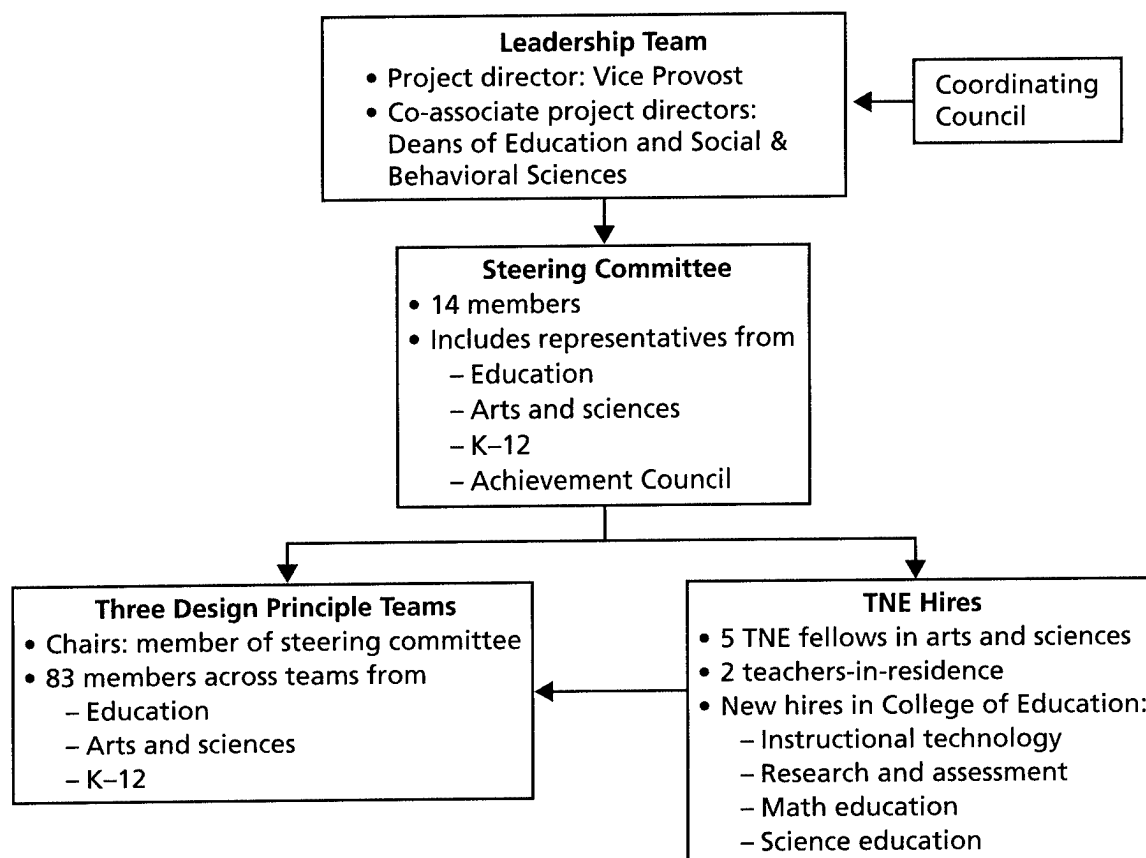 Leadership Team
• Project director: Vice Provost
• Co-associate project directors:
Deans of Education and Social &
Behavioral Sciences
Coordinating
Council
Steering Committee
• 14 members
• Includes representatives from
– Education
– Arts and sciences
– K–12
– Achievement Council
Three Design Principle Teams
• Chairs: member of steering committee
• 83 members across teams from
– Education
– Arts and sciences
– K–12
TNE Hires
• 5 TNE fellows in arts and sciences
• 2 teachers-in-residence
• New hires in College of Education:
– Instructional technology
– Research and assessment
– Math education
– Science education